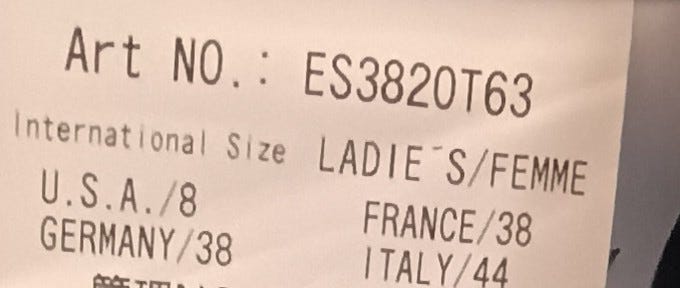 Art NO.: ES3820T63
International Size LADIE¯S/FEMME
U.S.A./8 FRANCE/38
GERMANY/38 ITALY/44